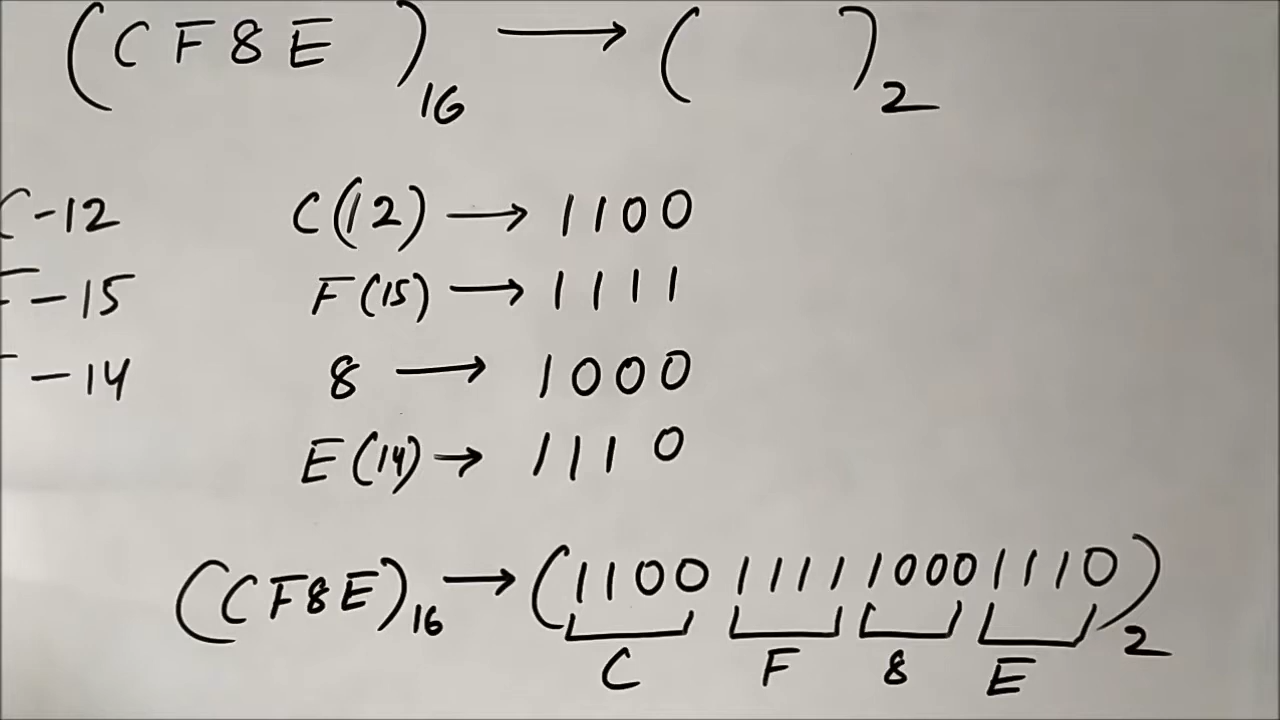 (CF8E)16 → ( )2
C-12 C(12) → 1100
F-15 F(15) → 1111
-14 8 → 1000
E(14) → 1110
(CF8E)16 → (1100 1111 1000 1110)2
C F 8 E